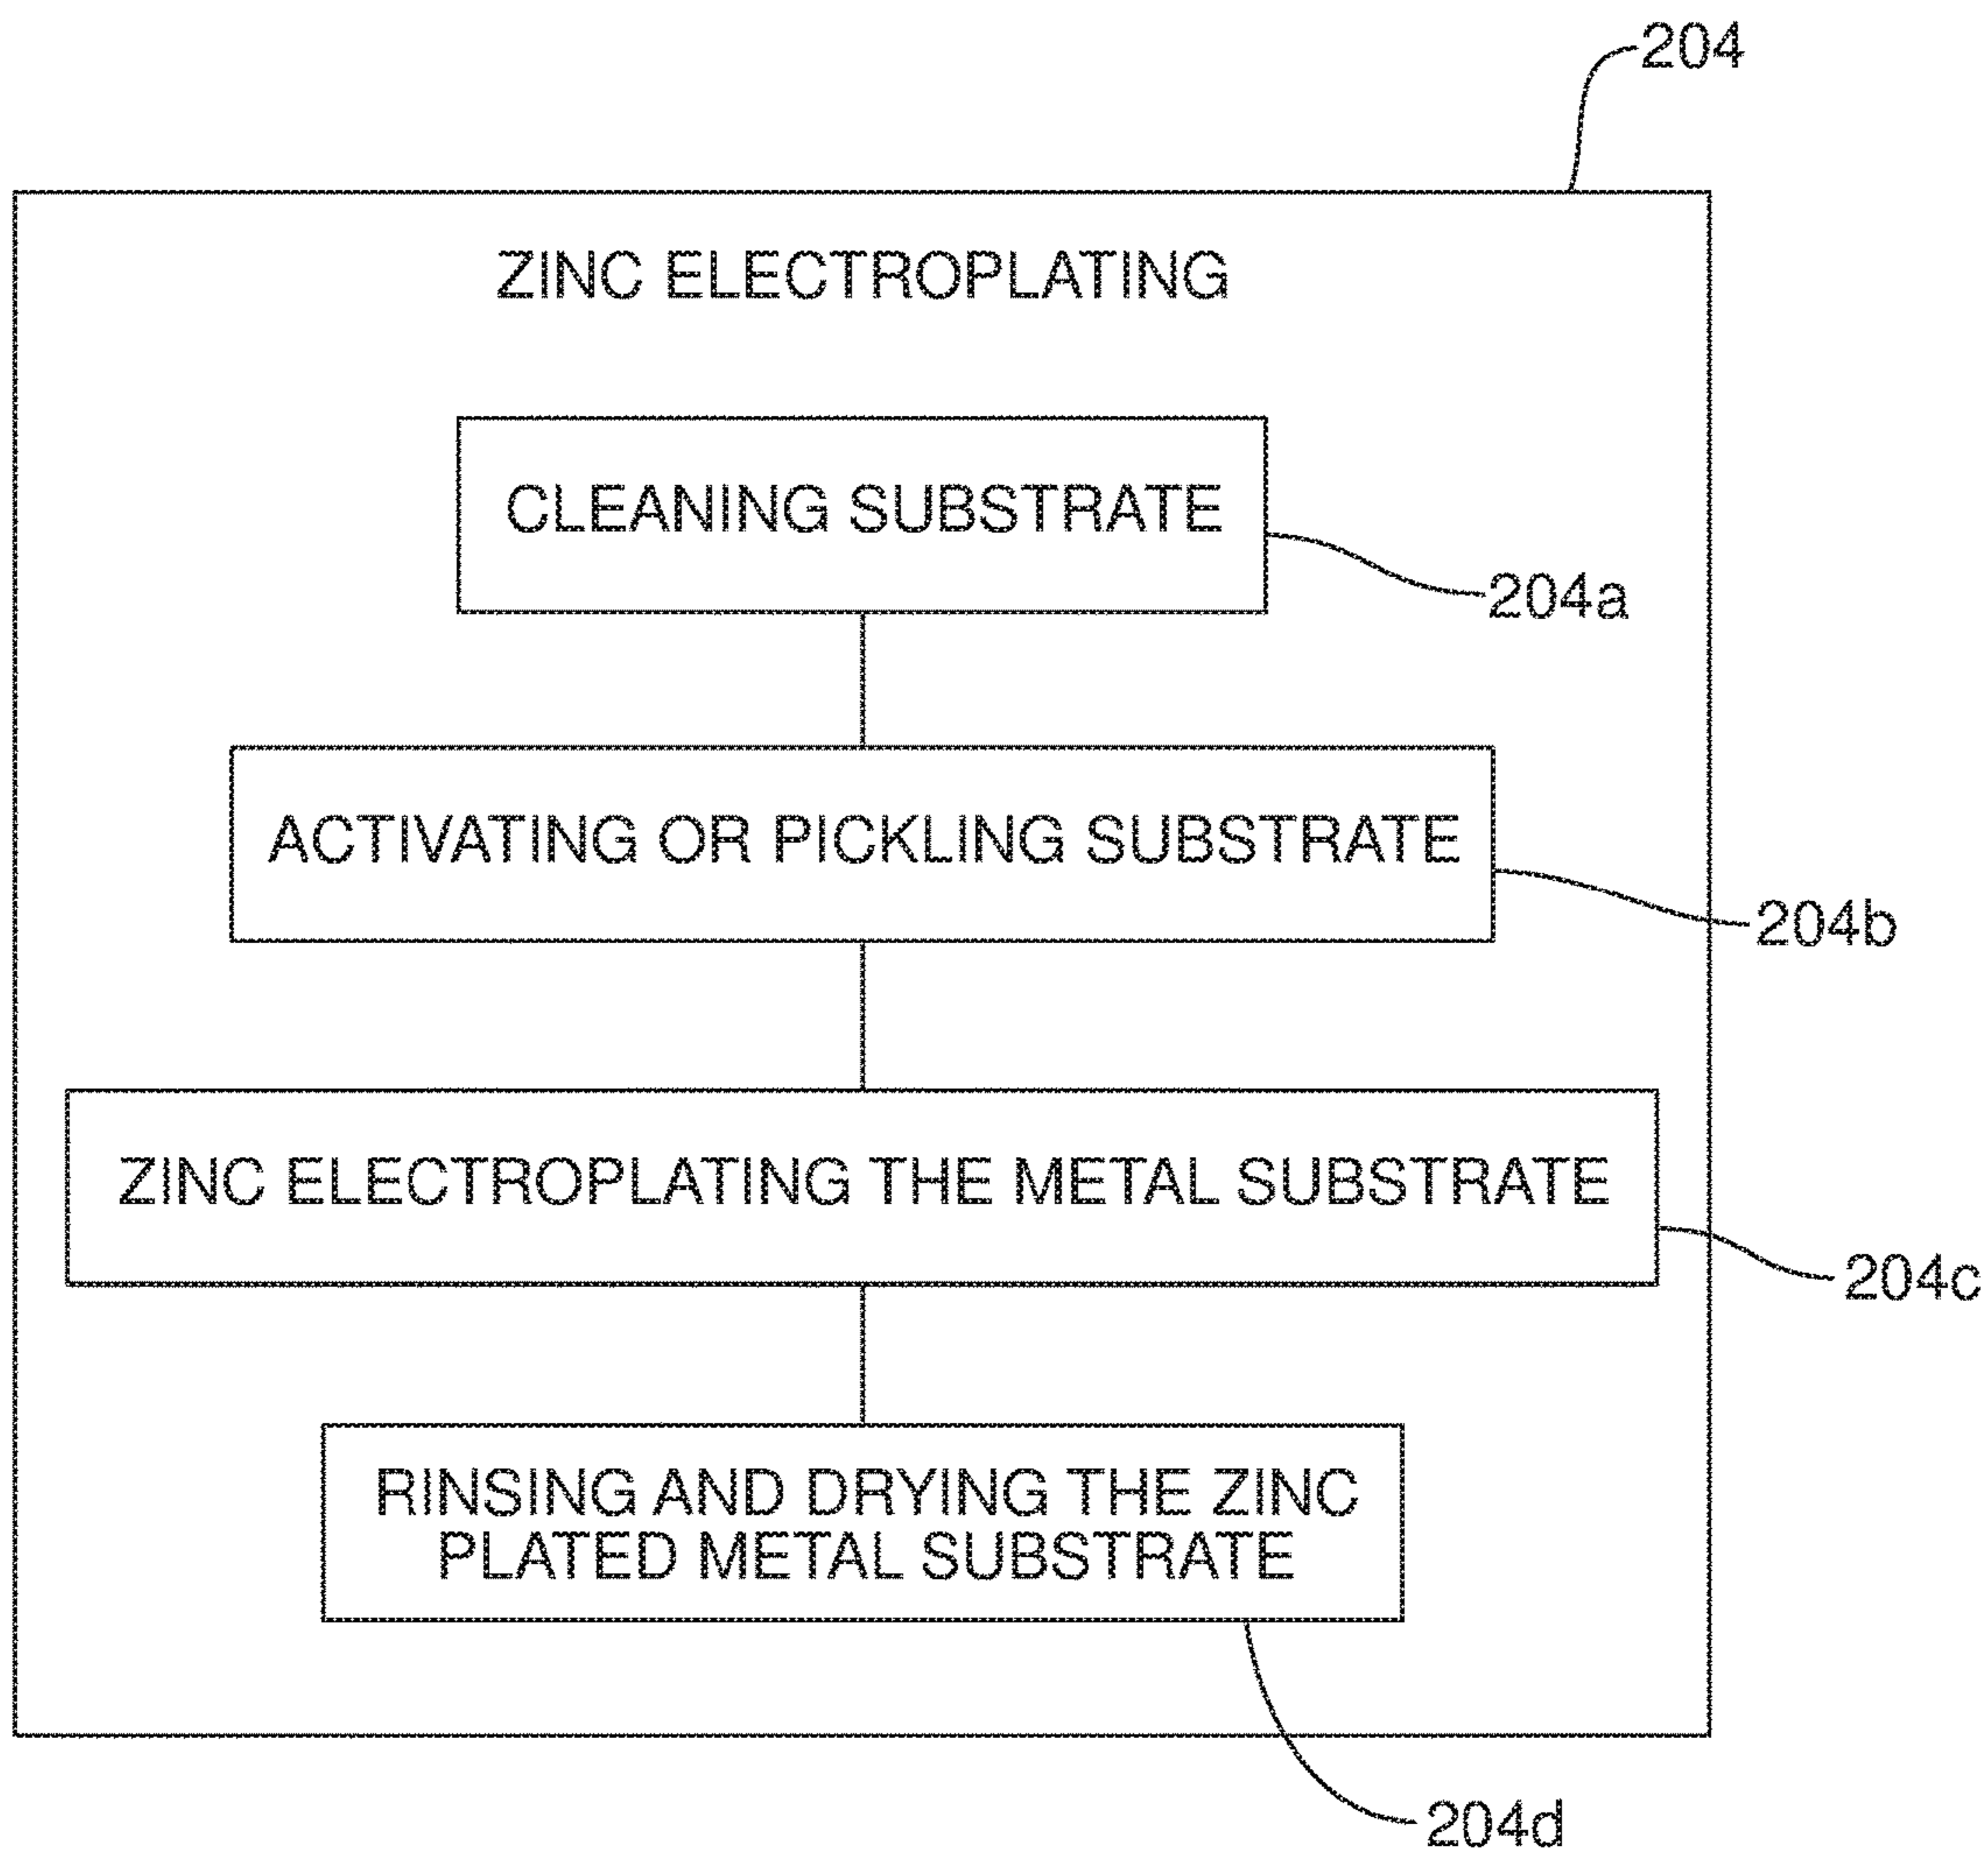 204
ZINC ELECTROPLATING
CLEANING SUBSTRATE
204a
ACTIVATING OR PICKLING SUBSTRATE
204b
ZINC ELECTROPLATING THE METAL SUBSTRATE
204c
RINSING AND DRYING THE ZINC
PLATED METAL SUBSTRATE
204d